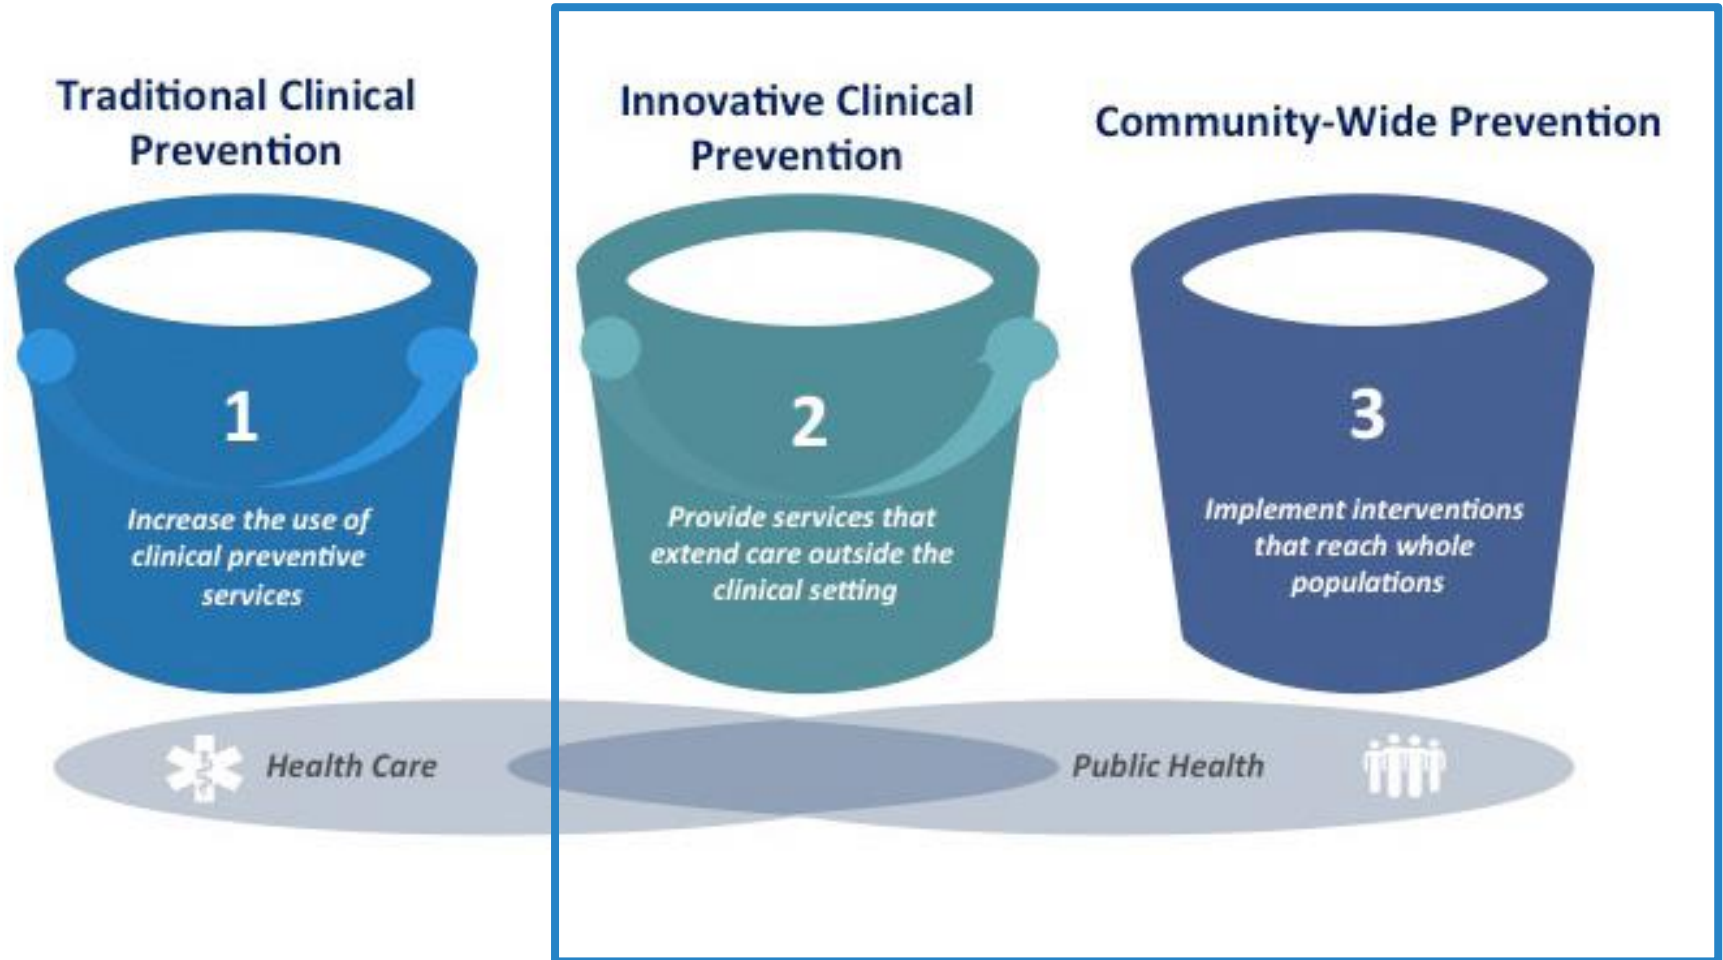 Traditional Clinical
Prevention
1
Increase the use of
clinical preventive
services
Innovative Clinical
Prevention
2
Provide services that
extend care outside the
clinical setting
Community-Wide Prevention
3
Implement interventions
that reach whole
populations
Health Care
Public Health